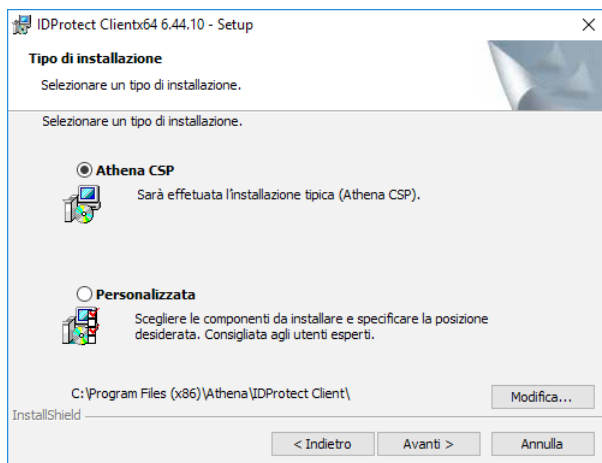 IDProtect Clientx64 6.44.10 - Setup
Tipo di installazione
Selezionare un tipo di installazione.
Selezionare un tipo di installazione.
Athena CSP
Sarà effettuata l'installazione tipica (Athena CSP).
Personalizzata
Scegliere le componenti da installare e specificare la posizione
desiderata. Consigliata agli utenti esperti.
C:\Program Files (x86)\Athena\IDProtect Client\
Modifica...
InstallShield
< Indietro
Avanti >
Annulla